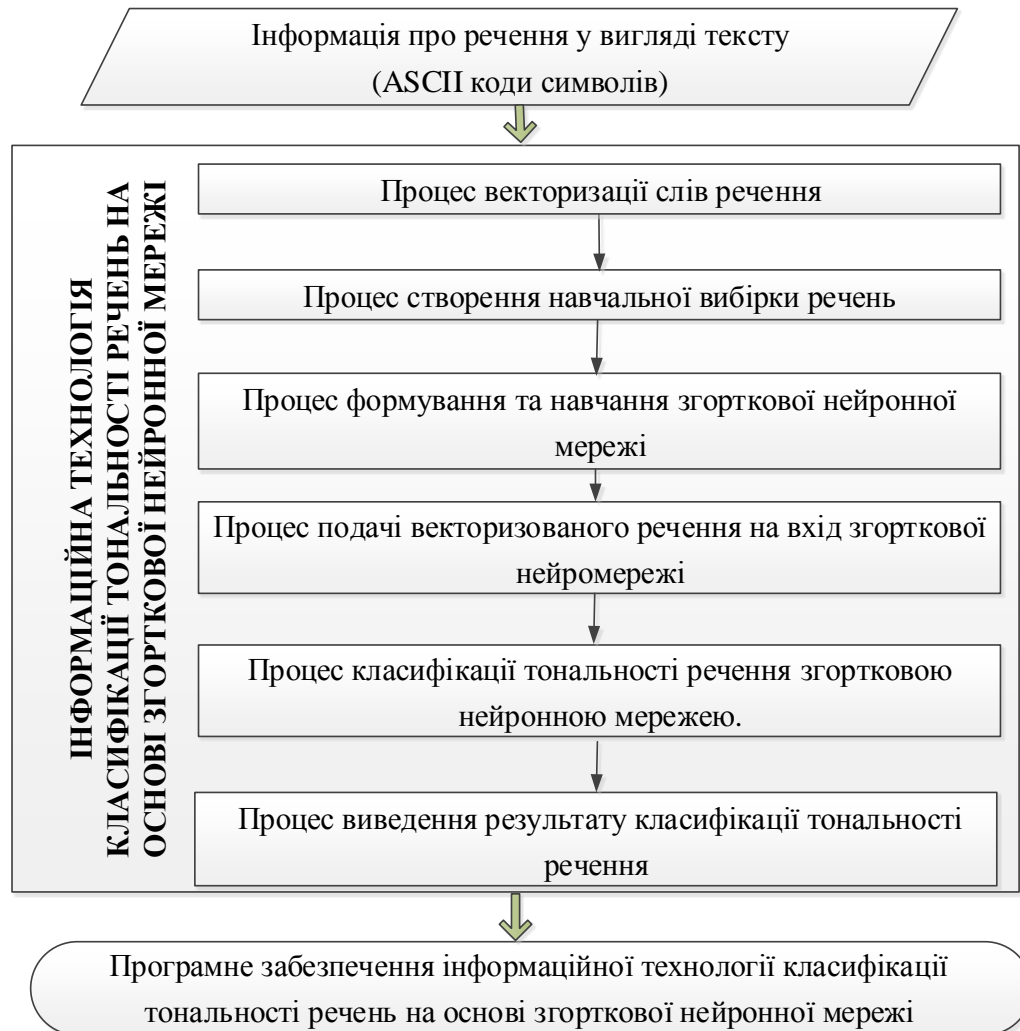 Інформація про речення у вигляді тексту
(ASCII коди символів)
ІНФОРМАЦІЙНА ТЕХНОЛОГІЯ
КЛАСИФІКАЦІЇ ТОНАЛЬНОСТІ РЕЧЕНЬ НА
ОСНОВІ ЗГОРТКОВОЇ НЕЙРОННОЇ МЕРЕЖІ
Процес векторизації слів речення
Процес створення навчальної вибірки речень
Процес формування та навчання згорткової нейронної
мережі
Процес подачі векторизованого речення на вхід згорткової
нейромережі
Процес класифікації тональності речення згортковою
нейронною мережею.
Процес виведення результату класифікації тональності
речення
Програмне забезпечення інформаційної технології класифікації
тональності речень на основі згорткової нейронної мережі